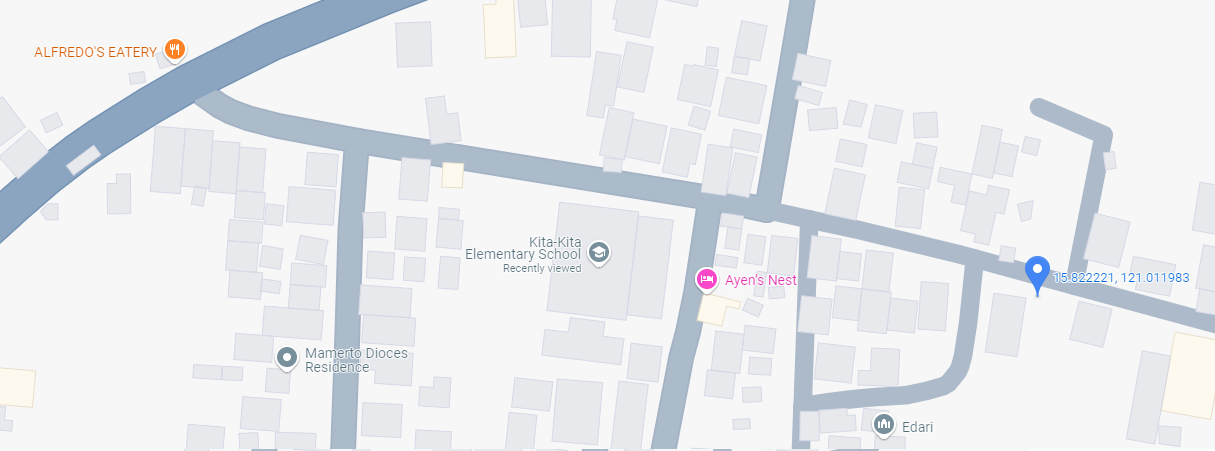 ALFREDO'S EATERY
Kita-Kita
Elementary School
Recently viewed
Ayen's Nest
15.822221, 121.011983
Mamerto Dioces
Residence
Edari